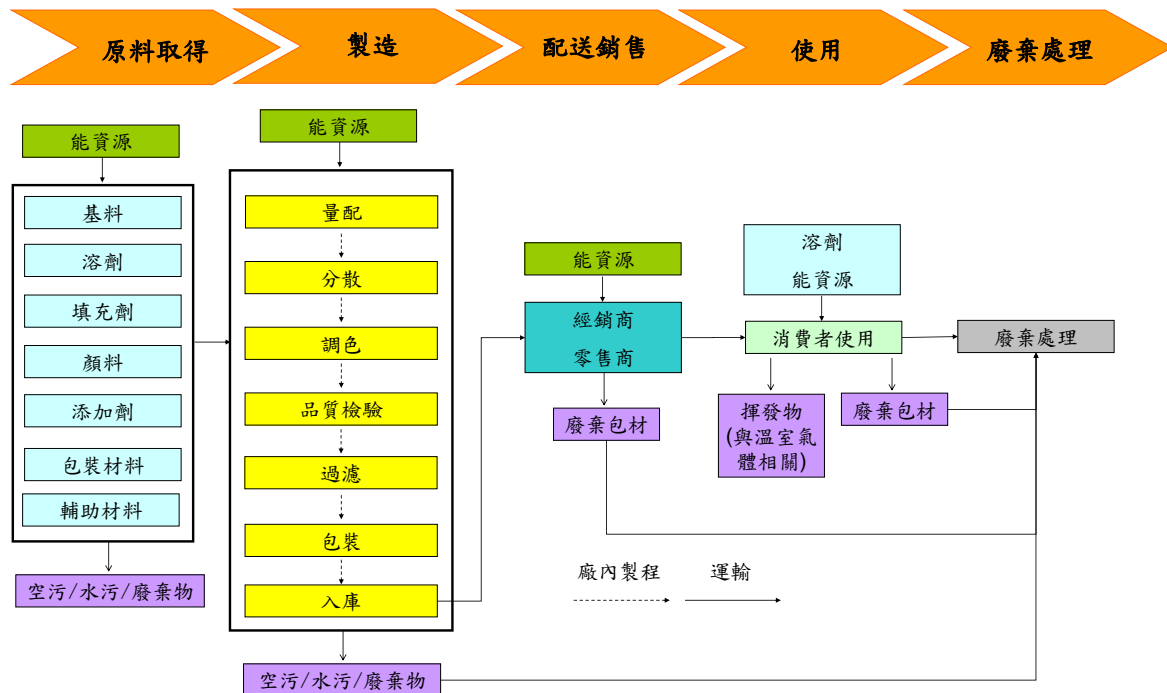 原料取得
製造
配送銷售
使用
廢棄處理
能資源
基料
溶劑
填充劑
顏料
添加劑
包裝材料
輔助材料
空污/水污/廢棄物
能資源
量配
分散
調色
品質檢驗
過濾
包裝
入庫
空污/水污/廢棄物
能資源
經銷商
零售商
廢棄包材
溶劑
能資源
消費者使用
揮發物
(與溫室氣
體相關)
廢棄包材
廢棄處理
廠內製程
運輸